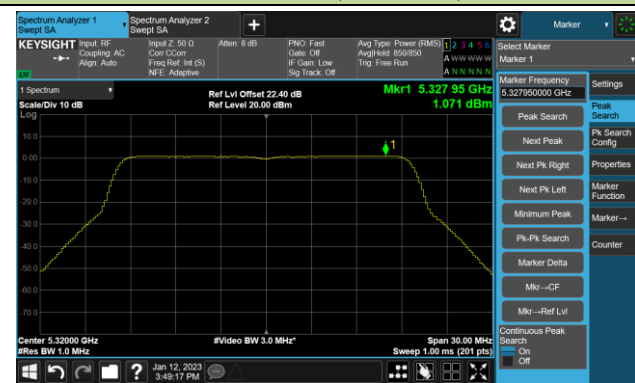 Spectrum Analyzer 1
Swept SA
Spectrum Analyzer 2
Swept SA
+
Marker
KEYSIGHT
Input: RF
Coupling: AC
Align: Auto
Input Z: 50 Ω
Corr CCorr
Freq Ref: Int (S)
NFE: Adaptive
Atten: 8 dB
PNO: Fast
Gate: Off
IF Gain: Low
Sig Track: Off
Avg Type: Power (RMS)
Avg|Hold: 850/850
Trig: Free Run
1 2 3 4 5 6
A W W W W W
A N N N N N
Select Marker
Marker 1
1 Spectrum
Scale/Div 10 dB
Log
Ref Lvl Offset 22.40 dB
Ref Level 20.00 dBm
Mkr1 5.327 95 GHz
1.071 dBm
10.0
0.00
-10.0
-20.0
-30.0
-40.0
-50.0
-60.0
-70.0
1
Center 5.32000 GHz
#Res BW 1.0 MHz
#Video BW 3.0 MHz*
Span 30.00 MHz
Sweep 1.00 ms (201 pts)
Marker Frequency
5.327950000 GHz
Peak Search
Next Peak
Next Pk Right
Next Pk Left
Minimum Peak
Pk-Pk Search
Marker Delta
Mkr→CF
Mkr→Ref Lvl
Continuous Peak
Search
On
Off
Settings
Peak
Search
Pk Search
Config
Properties
Marker
Function
Marker→
Counter
?
Jan 12, 2023
3:49:17 PM